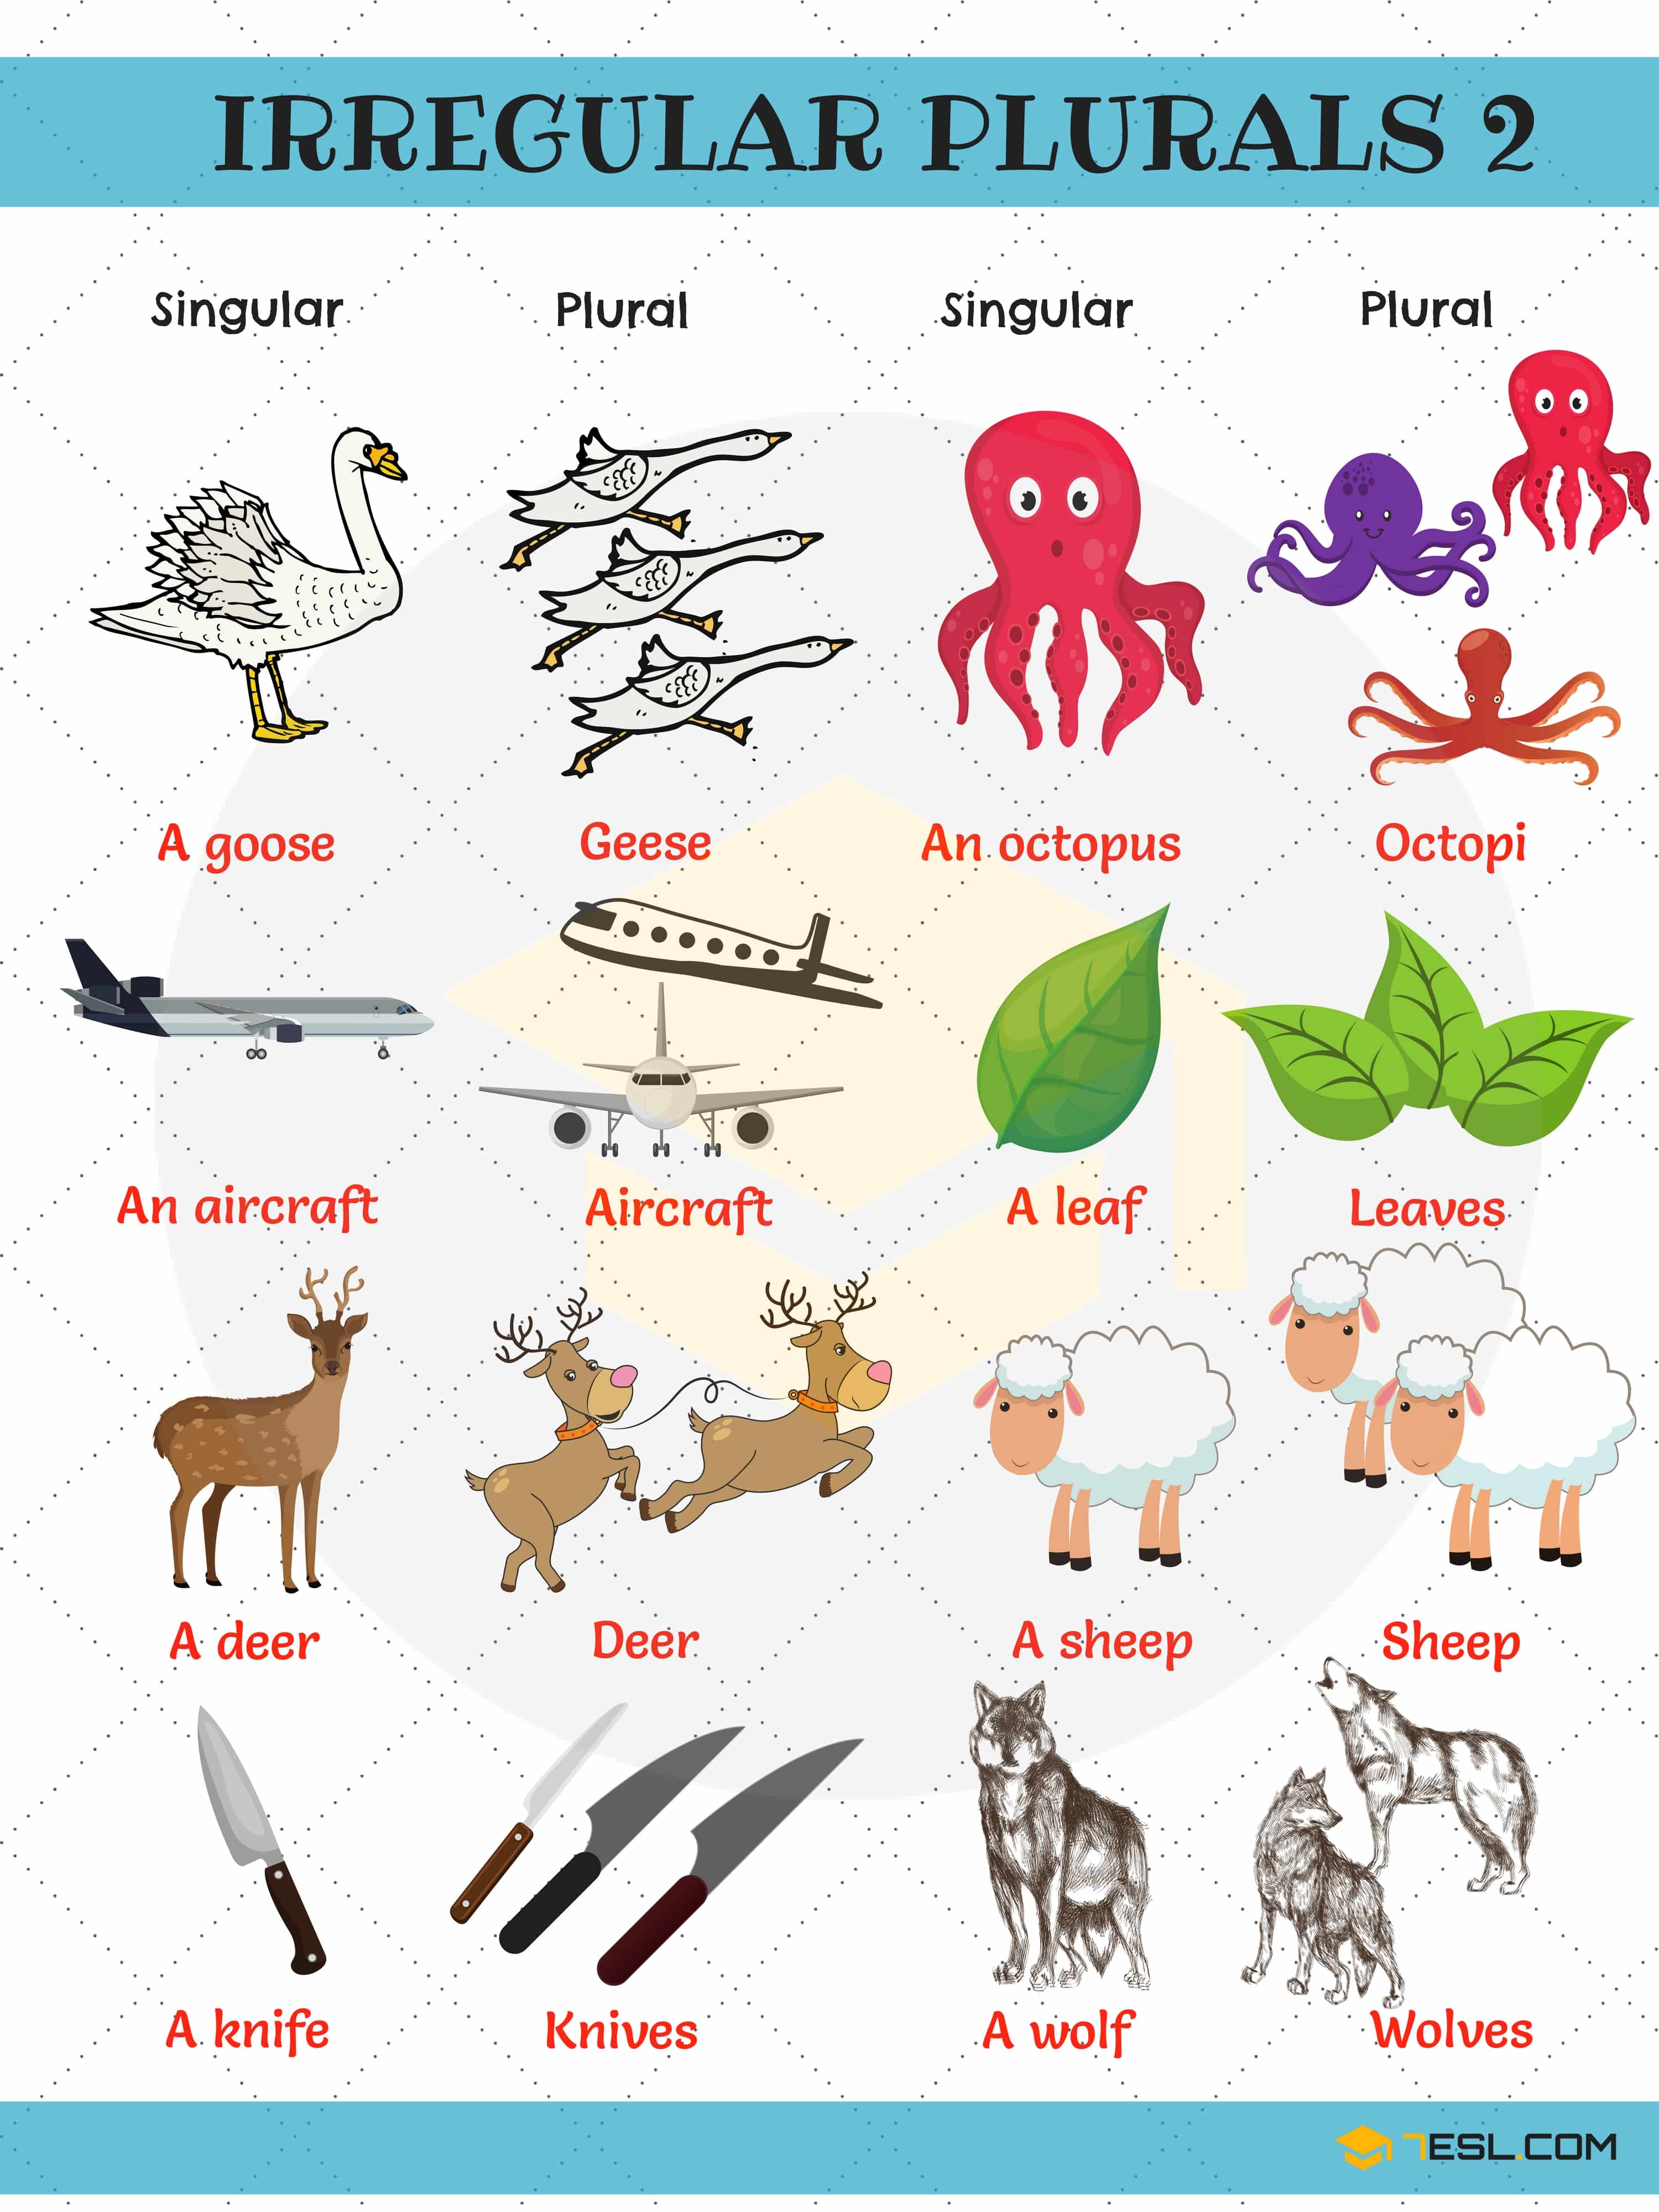 IRREGULAR PLURALS 2
Singular Plural Singular Plural
A goose Geese An octopus Octopi
An aircraft Aircraft A leaf Leaves
A deer Deer A sheep Sheep
A knife Knives A wolf Wolves
7ESL.COM